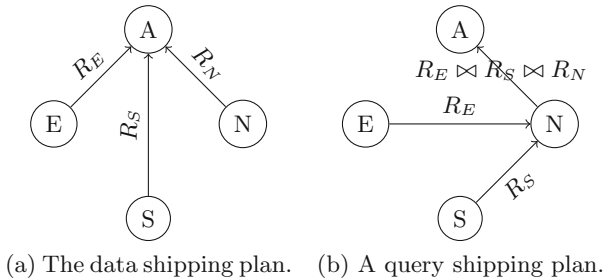 A
A
R_E
R_N
R_E ⋈ R_S ⋈ R_N
R_S
R_E
E
N
E
N
R_S
S
S
(a) The data shipping plan.
(b) A query shipping plan.